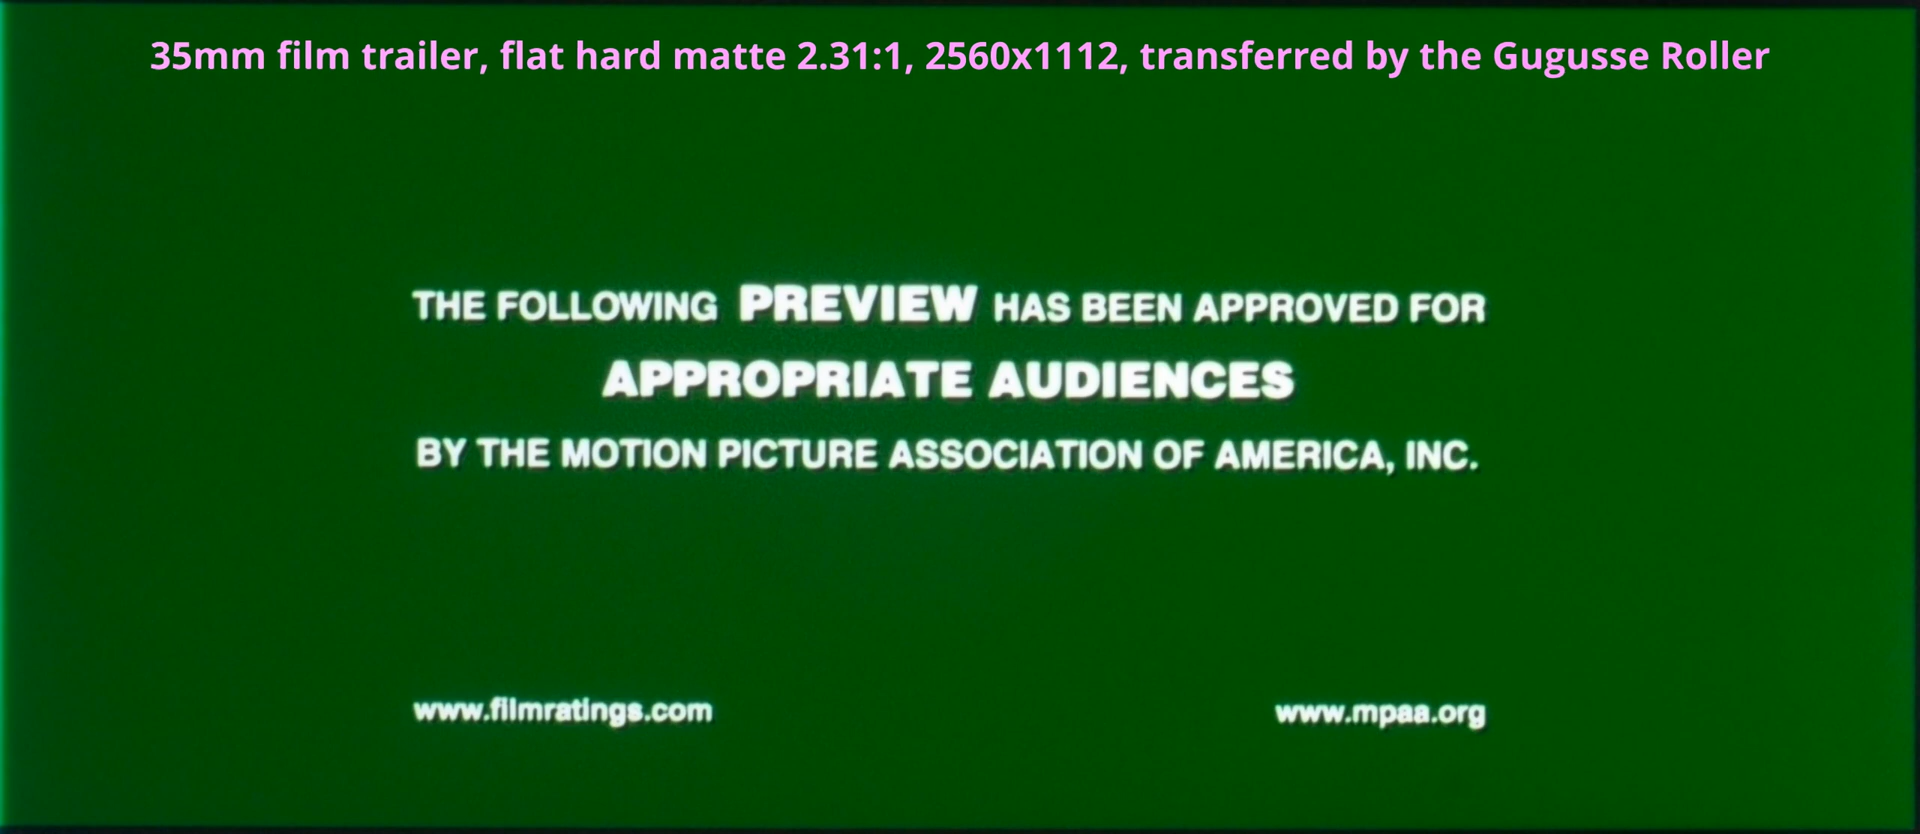 35mm film trailer, flat hard matte 2.31:1, 2560x1112, transferred by the Gugusse Roller
THE FOLLOWING PREVIEW HAS BEEN APPROVED FOR
APPROPRIATE AUDIENCES
BY THE MOTION PICTURE ASSOCIATION OF AMERICA, INC.
www.filmratings.com www.mpaa.org